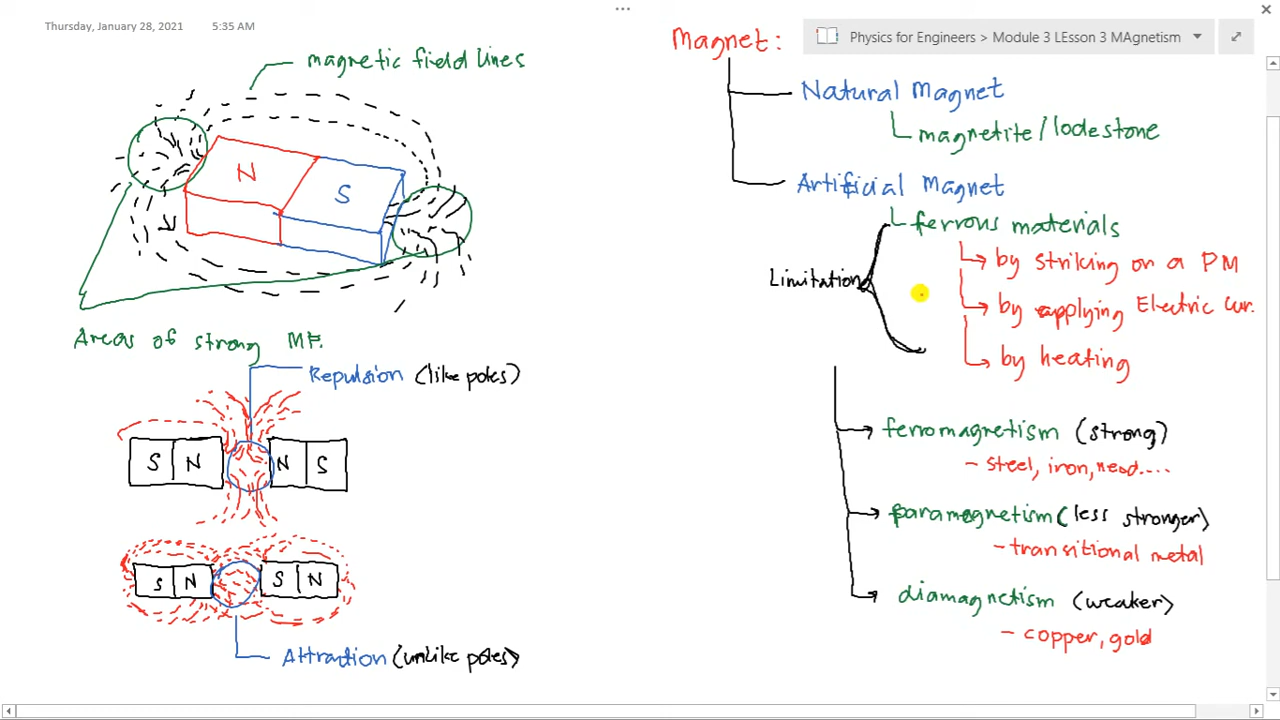 Thursday, January 28, 2021 5:35 AM
magnetic field lines
N
S
Areas of strong MF.
Repulsion (like poles)
S N N S
S N S N
Attraction (unlike poles)
Magnet:
Physics for Engineers > Module 3 LEsson 3 MAgnetism
Natural Magnet
magnetite/lodestone
Artificial Magnet
ferrous materials
Limitation
by striking on a PM
by applying Electric Cur.
by heating
ferromagnetism (strong)
- steel, iron, neod....
paramagnetism (less stronger)
- transitional metal
diamagnetism (weaker)
- copper, gold